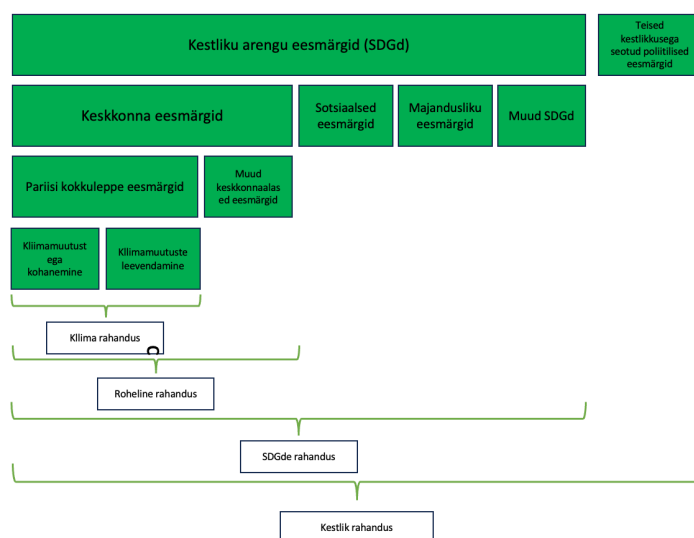 Kestliku arengu eesmärgid (SDGd)
Teised
kestlikkusega
seotud poliitilised
eesmärgid
Keskkonna eesmärgid
Sotsiaalsed
eesmärgid
Majandusliku
eesmärgid
Muud SDGd
Pariisi kokkuleppe eesmärgid
Muud
keskkonnaalas
ed eesmärgid
Kliimamuutust
ega
kohanemine
Kllimamuutuste
leevendamine
Kllima rahandus
C
Roheline rahandus
SDGde rahandus
Kestlik rahandus